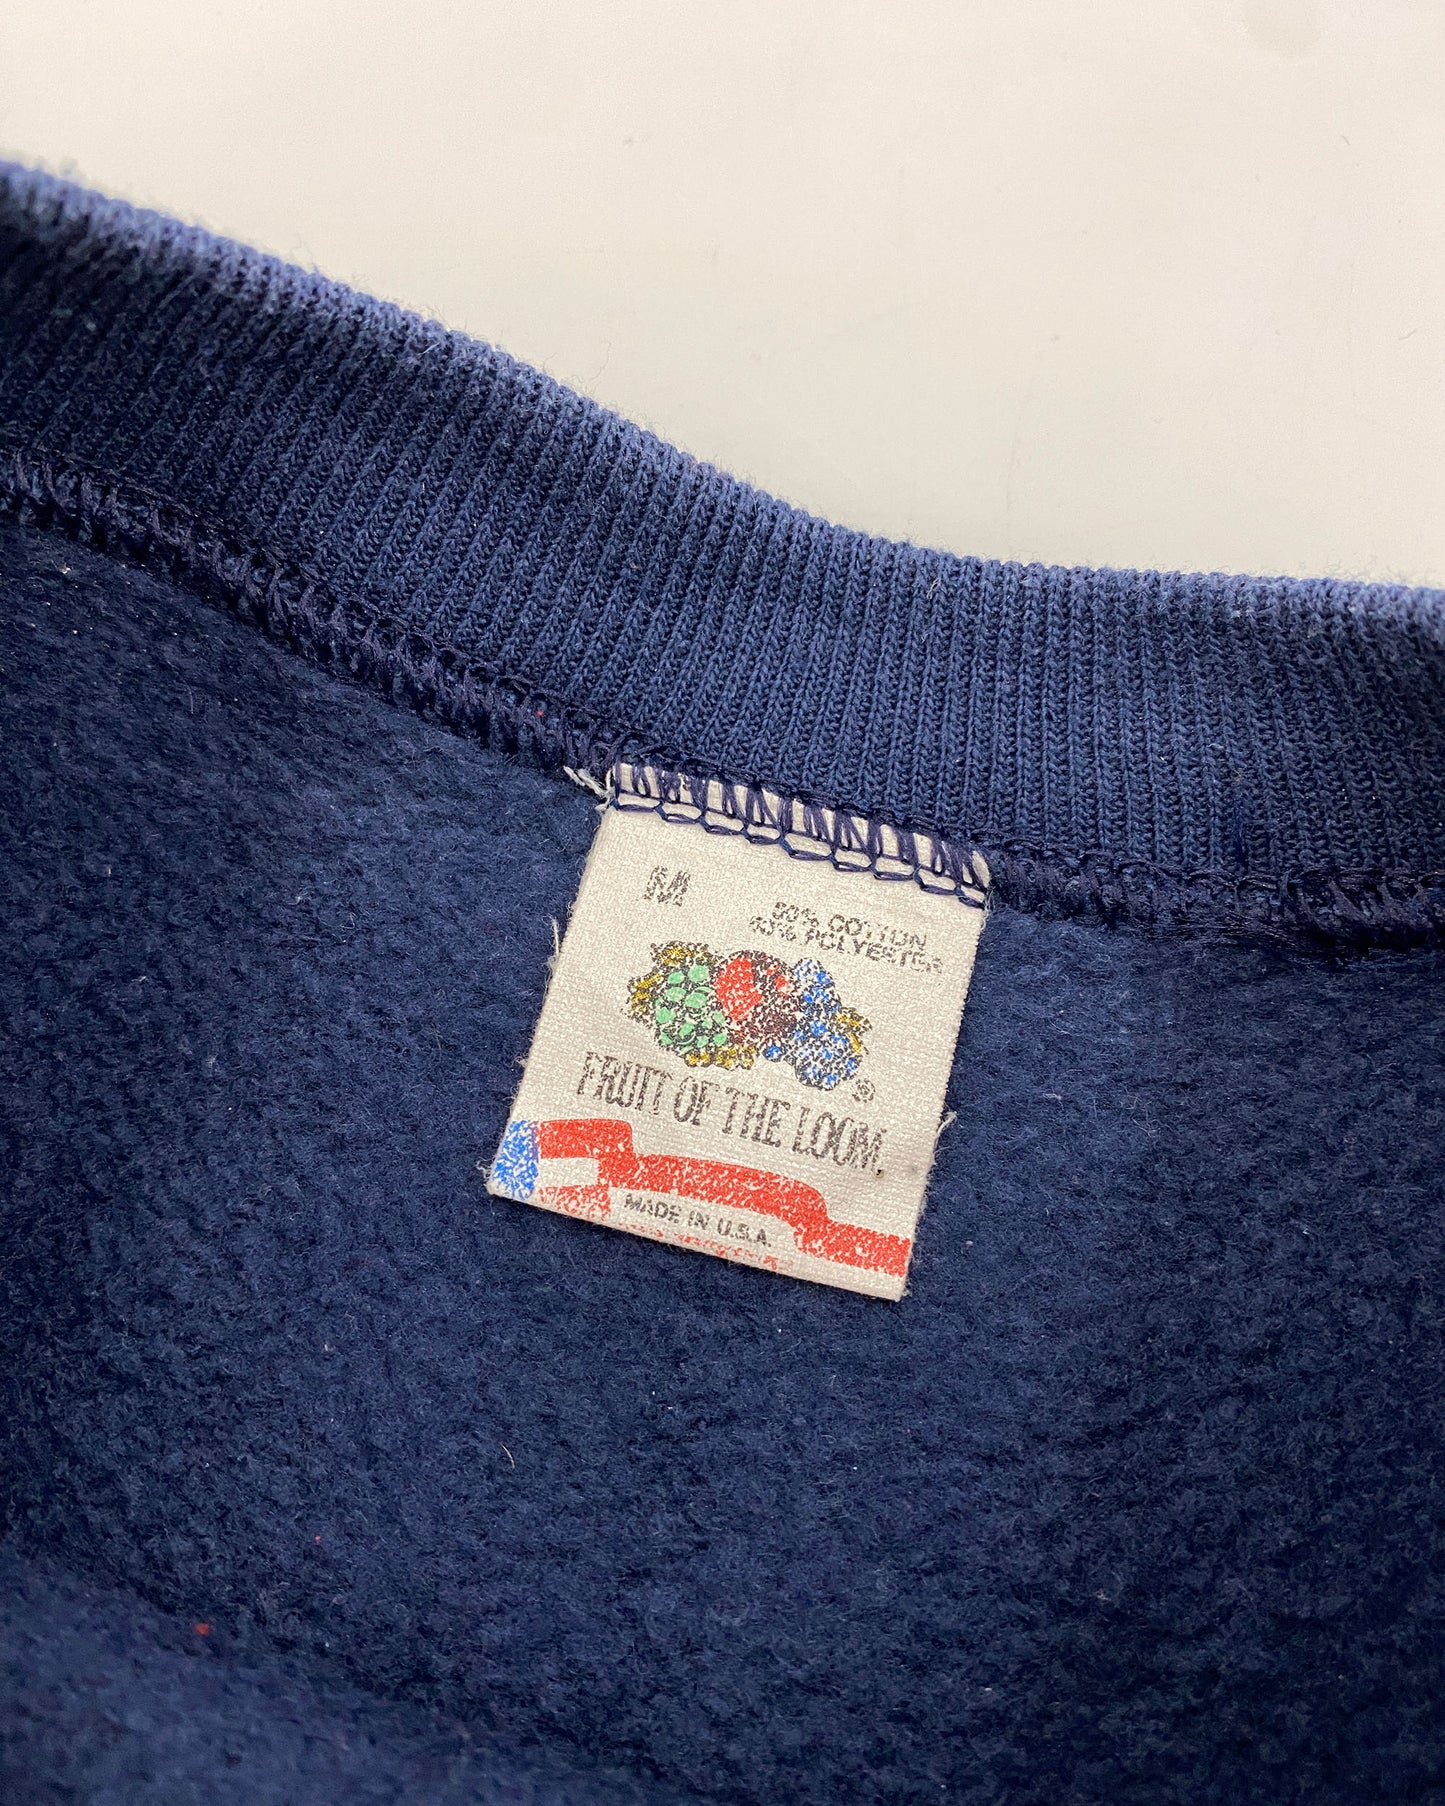 M
50% COTTON
50% POLYESTER
®
FRUIT OF THE LOOM.
MADE IN U.S.A.